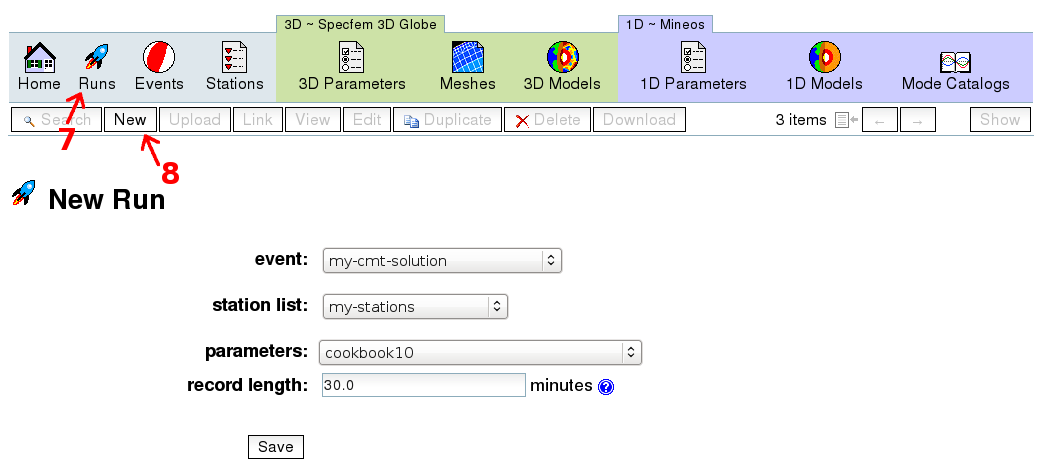 3D ~ Specfem 3D Globe 1D ~ Mineos
Home Runs Events Stations 3D Parameters Meshes 3D Models 1D Parameters 1D Models Mode Catalogs
Search New Upload Link View Edit Duplicate Delete Download 3 items ← → Show
7 8
New Run
event: my-cmt-solution
station list: my-stations
parameters: cookbook10
record length: 30.0 minutes ?
Save